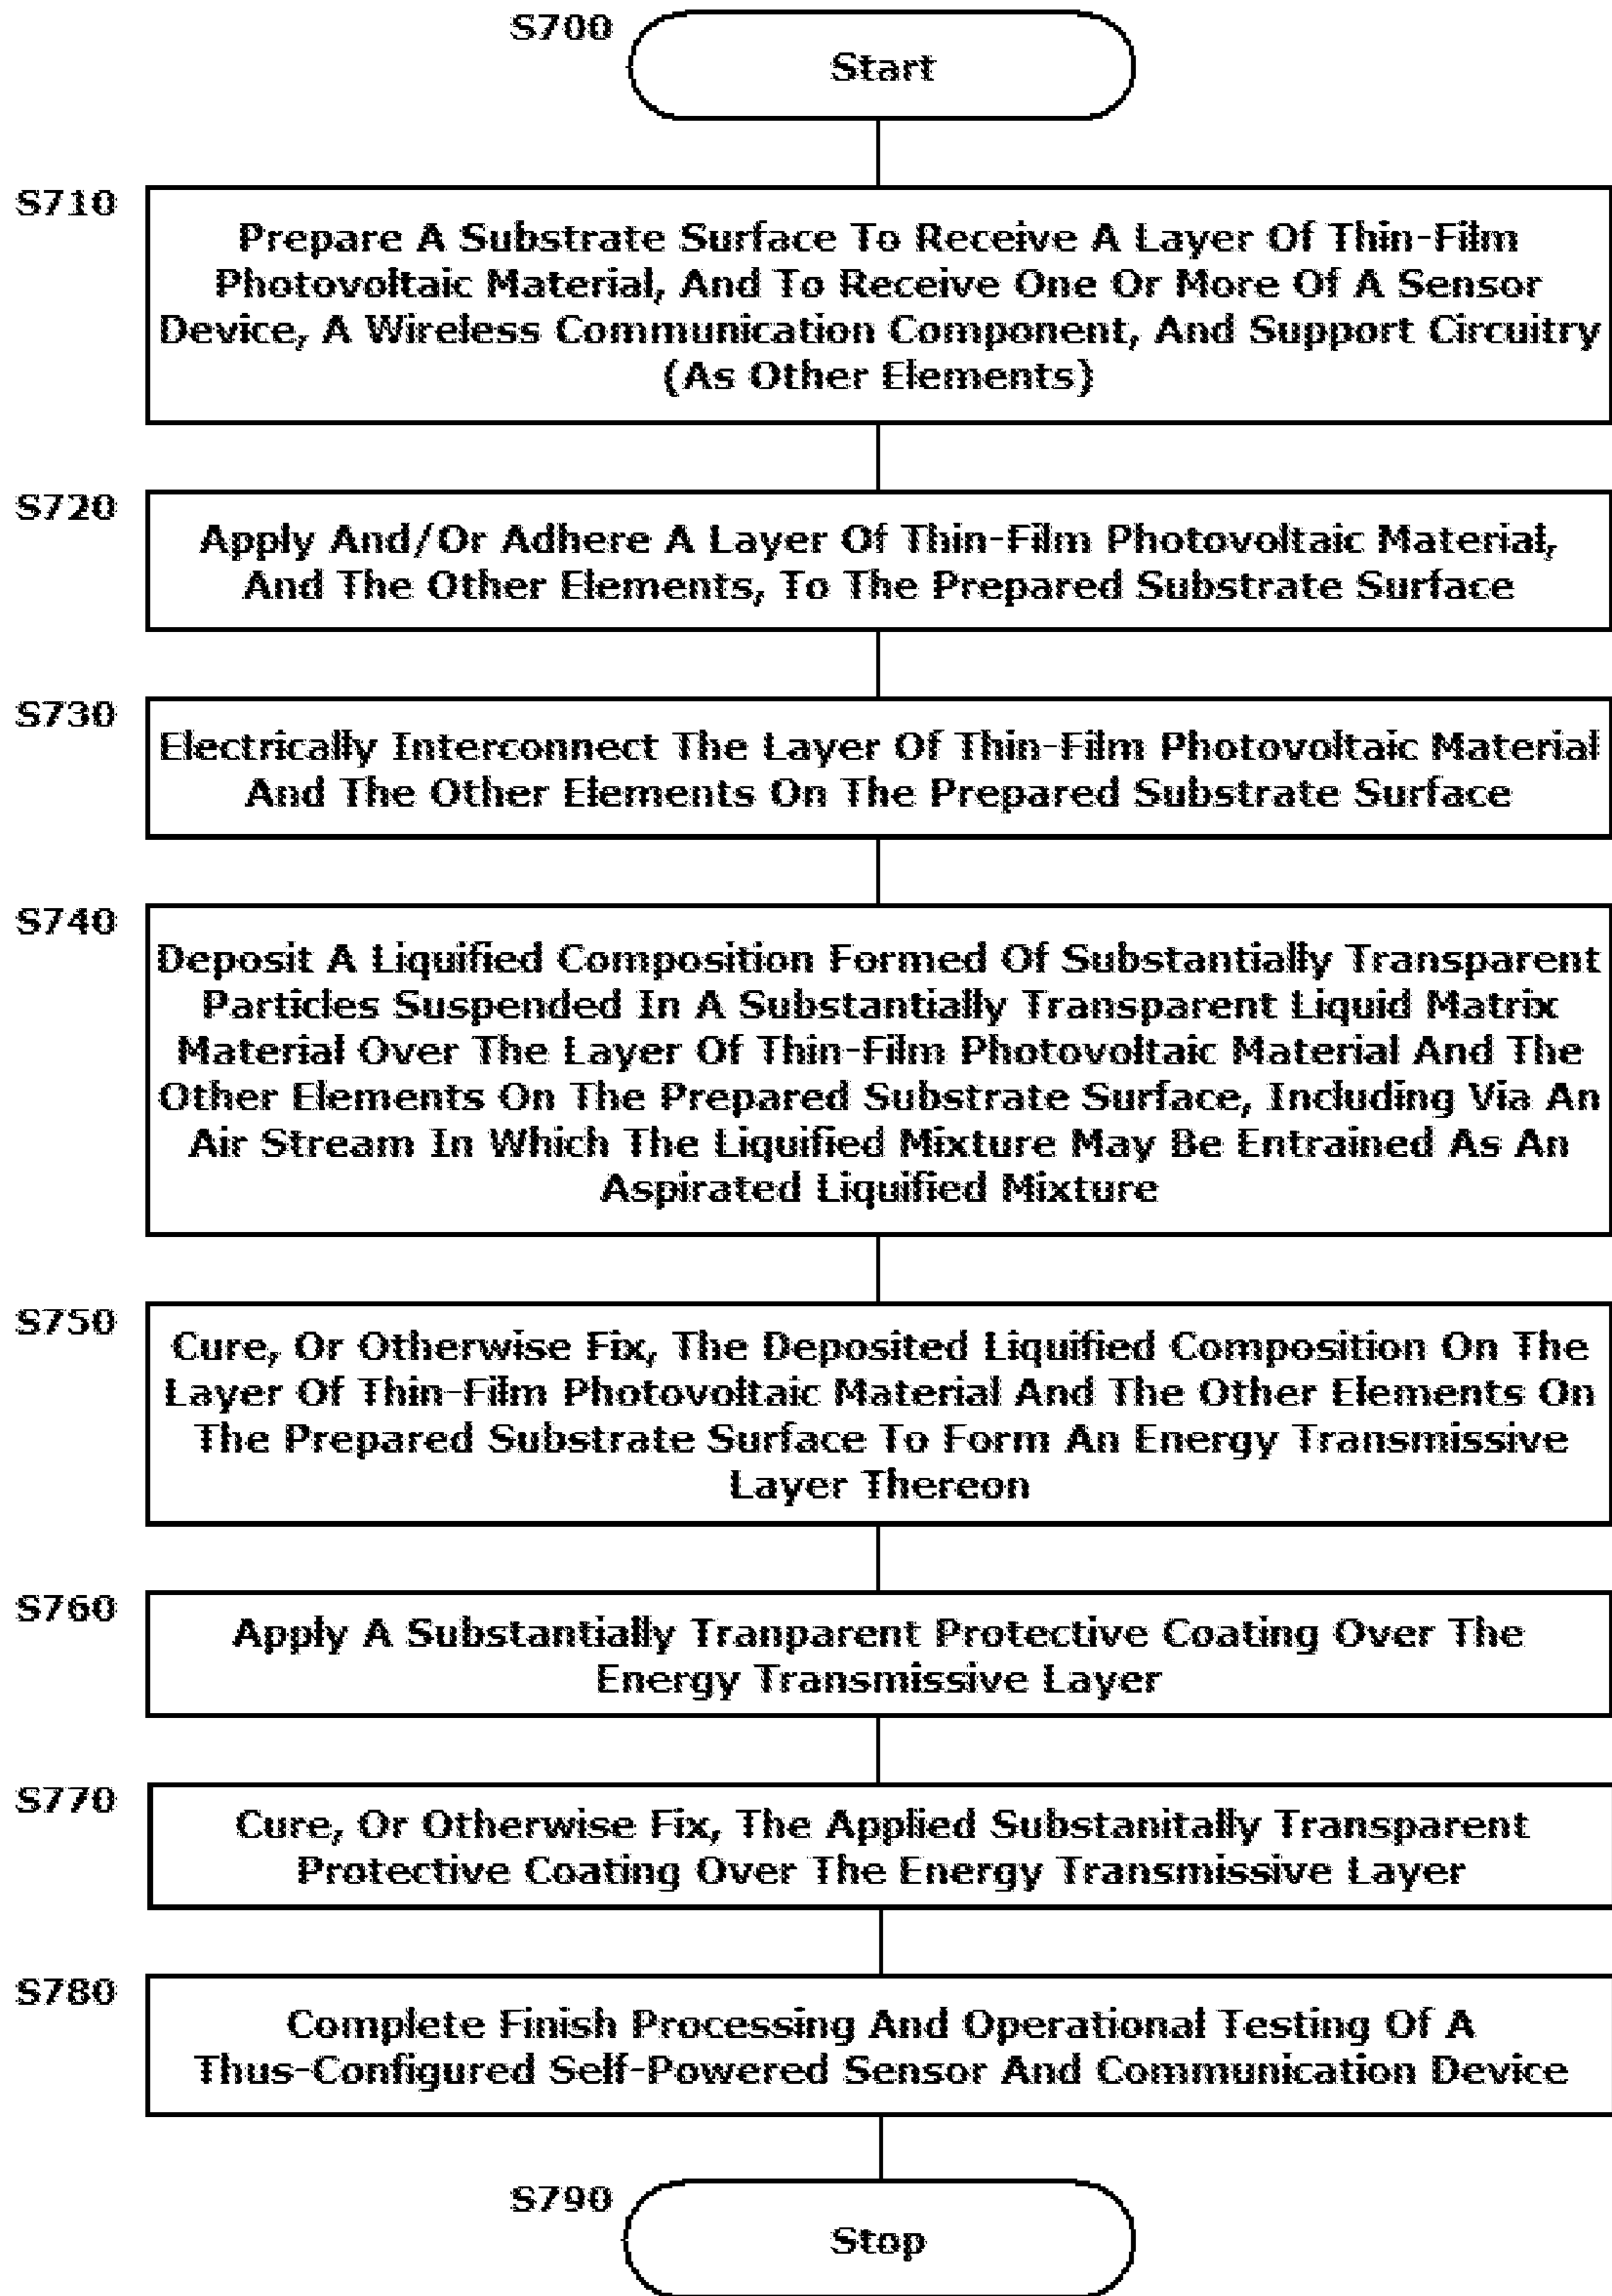 S700
Start
S710
Prepare A Substrate Surface To Receive A Layer Of Thin-Film
Photovoltaic Material, And To Receive One Or More Of A Sensor
Device, A Wireless Communication Component, And Support Circuitry
(As Other Elements)
S720
Apply And/Or Adhere A Layer Of Thin-Film Photovoltaic Material,
And The Other Elements, To The Prepared Substrate Surface
S730
Electrically Interconnect The Layer Of Thin-Film Photovoltaic Material
And The Other Elements On The Prepared Substrate Surface
S740
Deposit A Liquified Composition Formed Of Substantially Transparent
Particles Suspended In A Substantially Transparent Liquid Matrix
Material Over The Layer Of Thin-Film Photovoltaic Material And The
Other Elements On The Prepared Substrate Surface, Including Via An
Air Stream In Which The Liquified Mixture May Be Entrained As An
Aspirated Liquified Mixture
S750
Cure, Or Otherwise Fix, The Deposited Liquified Composition On The
Layer Of Thin-Film Photovoltaic Material And The Other Elements On
The Prepared Substrate Surface To Form An Energy Transmissive
Layer Thereon
S760
Apply A Substantially Tranparent Protective Coating Over The
Energy Transmissive Layer
S770
Cure, Or Otherwise Fix, The Applied Substanitally Transparent
Protective Coating Over The Energy Transmissive Layer
S780
Complete Finish Processing And Operational Testing Of A
Thus-Configured Self-Powered Sensor And Communication Device
S790
Stop